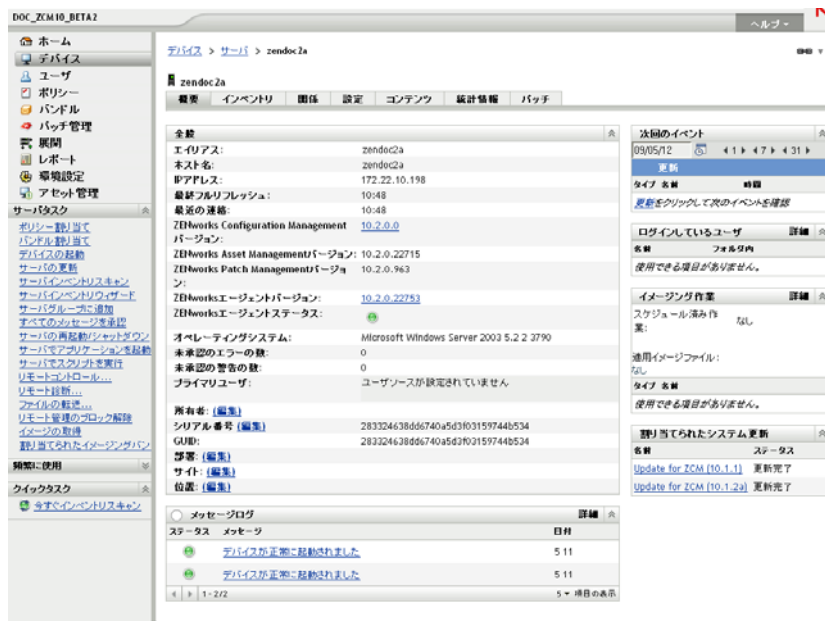 DOC_ZCM10_BETA2
ヘルプ
ホーム
デバイス
ユーザ
ポリシー
バンドル
パッチ管理
展開
レポート
環境設定
アセット管理
サーバタスク
ポリシー割り当て
バンドル割り当て
デバイスの起動
サーバの更新
サーバインベントリスキャン
サーバインベントリウィザード
サーバグループに追加
すべてのメッセージを承認
サーバの再起動/シャットダウン
サーバでアプリケーションを起動
サーバでスクリプトを実行
リモートコントロール...
リモート診断...
ファイルの転送...
リモート管理のブロック解除
イメージの取得
割り当てられたイメージングバン
頻繁に使用
クイックタスク
今すぐインベントリスキャン
デバイス > サーバ > zendoc2a
zendoc2a
概要 インベントリ 関係 設定 コンテンツ 統計情報 パッチ
全般
エイリアス: zendoc2a
ホスト名: zendoc2a
IPアドレス: 172.22.10.198
最終フルリフレッシュ: 10:48
最近の連絡: 10:48
ZENworks Configuration Management 10.2.0.0
バージョン:
ZENworks Asset Managementバージョン: 10.2.0.22715
ZENworks Patch Managementバージョ 10.2.0.963
ン:
ZENworksエージェントバージョン: 10.2.0.22753
ZENworksエージェントステータス:
オペレーティングシステム: Microsoft Windows Server 2003 5.2 2 3790
未承認のエラーの数: 0
未承認の警告の数: 0
プライマリユーザ: ユーザソースが設定されていません
所有者: (編集)
シリアル番号 (編集) 283324638dd6740a5d3f03159744b534
GUID: 283324638dd6740a5d3f03159744b534
部署: (編集)
サイト: (編集)
位置: (編集)
メッセージログ 詳細
ステータス メッセージ 日付
デバイスが正常に起動されました 5 11
デバイスが正常に起動されました 5 11
1-2/2 5 項目の表示
次回のイベント
09/05/12 1 7 31
更新
タイプ 名前 時間
更新をクリックして次のイベントを確認
ログインしているユーザ 詳細
名前 フォルダ内
使用できる項目がありません。
イメージング作業 詳細
スケジュール済み作 なし
業:
適用イメージファイル:
なし
タイプ 名前
使用できる項目がありません。
割り当てられたシステム更新
名前 ステータス
Update for ZCM (10.1.1) 更新完了
Update for ZCM (10.1.2a) 更新完了